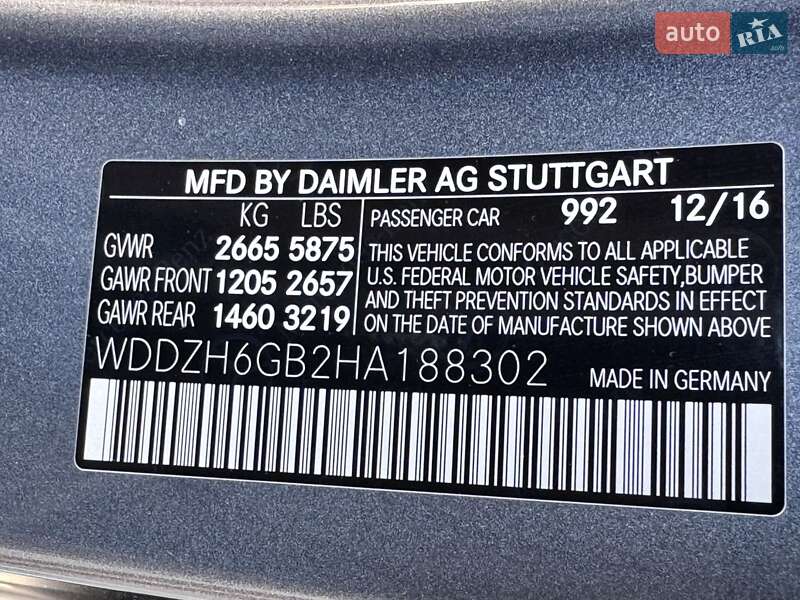 auto RIA
.auto
MFD BY DAIMLER AG STUTTGART
KG LBS
GVWR 2665 5875
GAWR FRONT 1205 2657
GAWR REAR 1460 3219
PASSENGER CAR 992 12/16
THIS VEHICLE CONFORMS TO ALL APPLICABLE
U.S. FEDERAL MOTOR VEHICLE SAFETY,BUMPER
AND THEFT PREVENTION STANDARDS IN EFFECT
ON THE DATE OF MANUFACTURE SHOWN ABOVE
WDDZH6GB2HA188302
MADE IN GERMANY